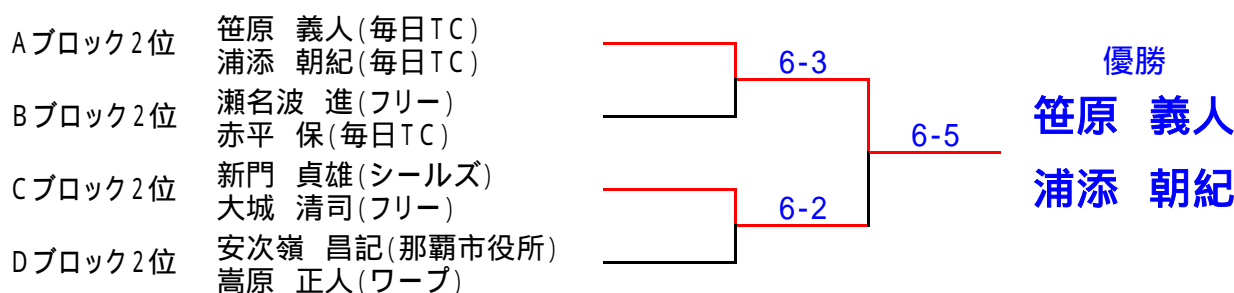 Aブロック2位 笹原 義人(毎日TC)
浦添 朝紀(毎日TC)
Bブロック2位 瀬名波 進(フリー)
赤平 保(毎日TC)
Cブロック2位 新門 貞雄(シールズ)
大城 清司(フリー)
Dブロック2位 安次嶺 昌記(那覇市役所)
嵩原 正人(ワープ)
6-3
6-2
6-5
優勝
笹原 義人
浦添 朝紀